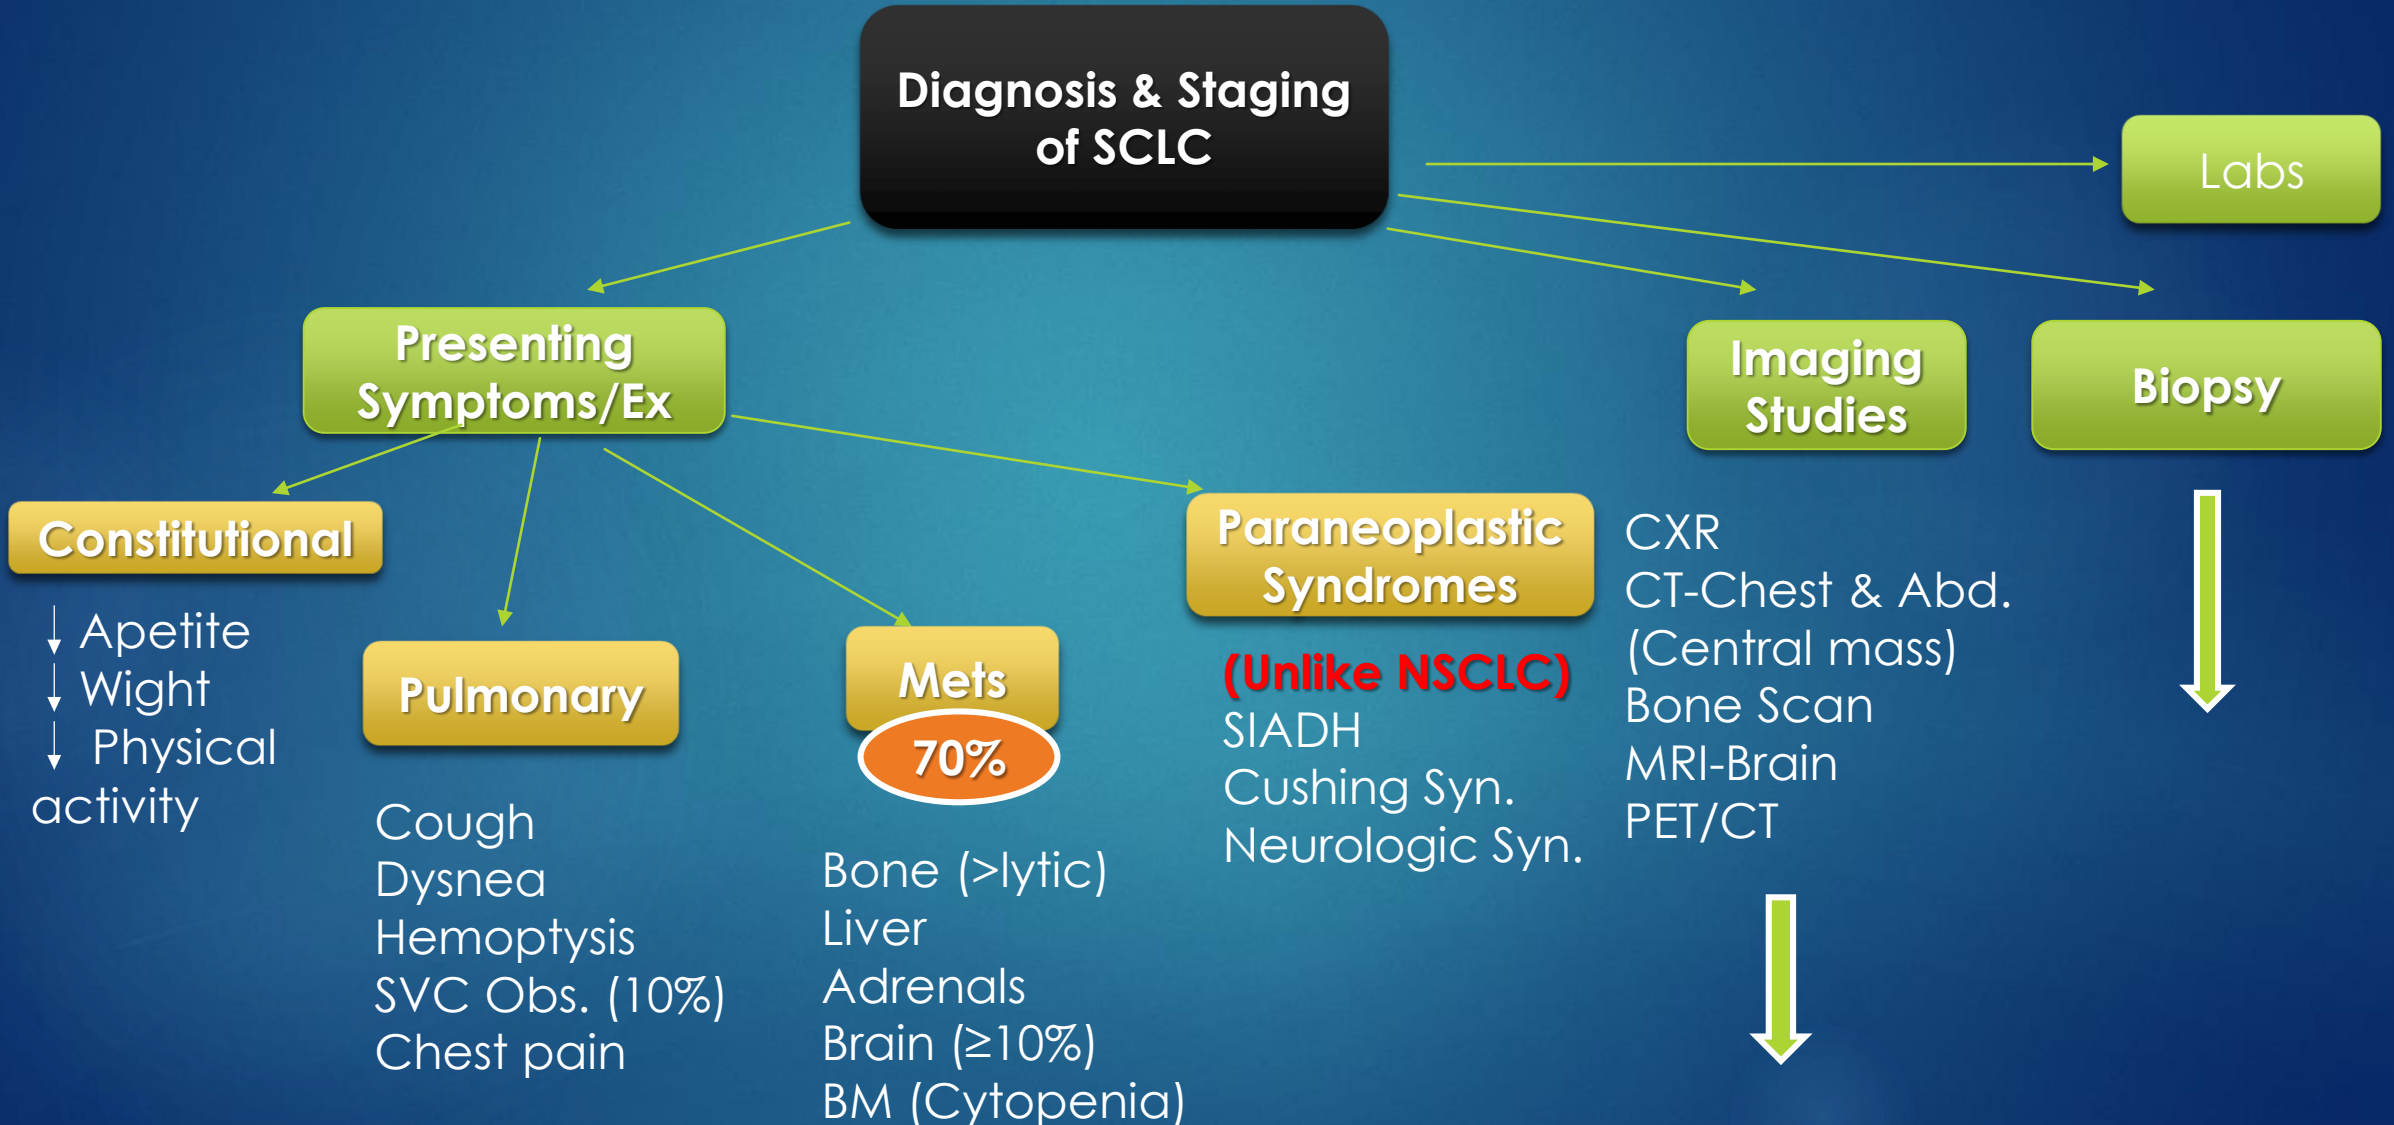 Diagnosis & Staging
of SCLC
Labs
Presenting
Symptoms/Ex
Imaging
Studies
Biopsy
Constitutional
↓ Apetite
↓ Wight
↓ Physical
activity
Pulmonary
Cough
Dysnea
Hemoptysis
SVC Obs. (10%)
Chest pain
Mets
70%
Bone (>lytic)
Liver
Adrenals
Brain (≥10%)
BM (Cytopenia)
Paraneoplastic
Syndromes
(Unlike NSCLC)
SIADH
Cushing Syn.
Neurologic Syn.
CXR
CT-Chest & Abd.
(Central mass)
Bone Scan
MRI-Brain
PET/CT